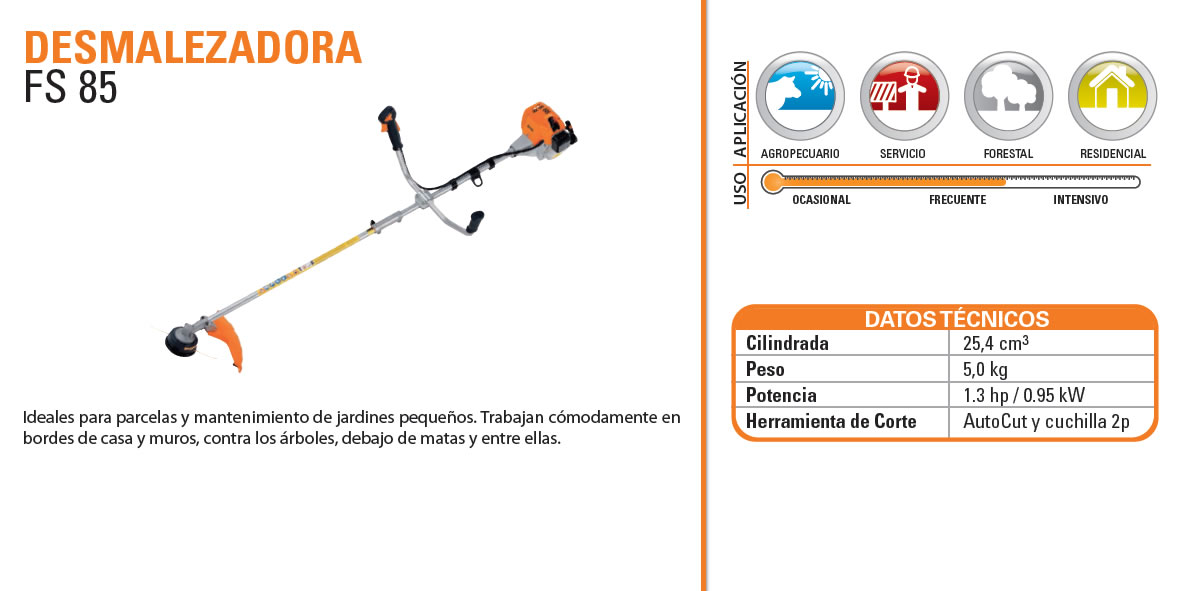 DESMALEZADORA
FS 85
Ideales para parcelas y mantenimiento de jardines pequeños. Trabajan cómodamente en
bordes de casa y muros, contra los árboles, debajo de matas y entre ellas.
APLICACIÓN
AGROPECUARIO SERVICIO FORESTAL RESIDENCIAL
USO
OCASIONAL FRECUENTE INTENSIVO
DATOS TÉCNICOS
Cilindrada 25,4 cm³
Peso 5,0 kg
Potencia 1.3 hp / 0.95 kW
Herramienta de Corte AutoCut y cuchilla 2p